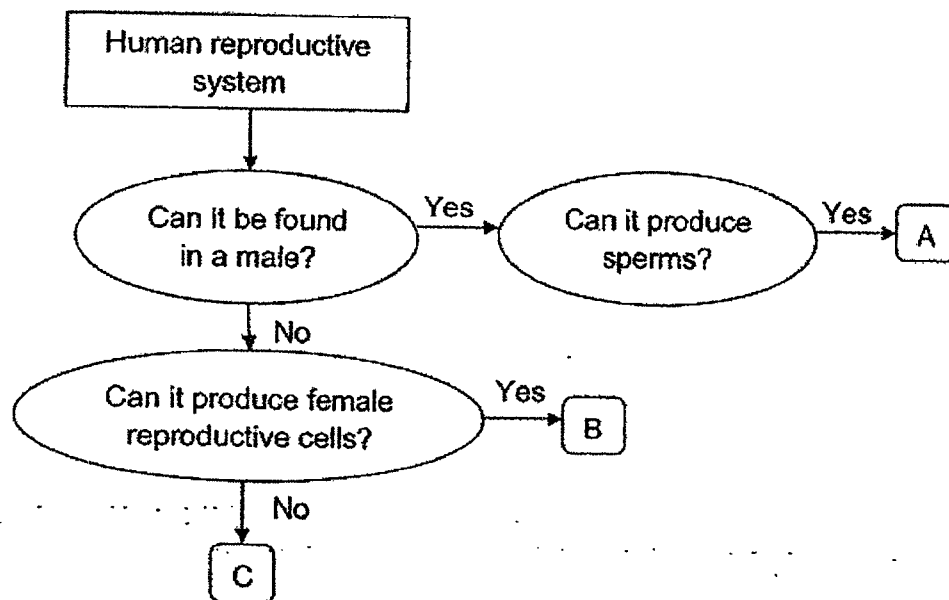 Human reproductive
system
Can it be found
in a male?
Yes
Can it produce
sperms?
Yes
A
No
Can it produce female
reproductive cells?
Yes
B
No
C